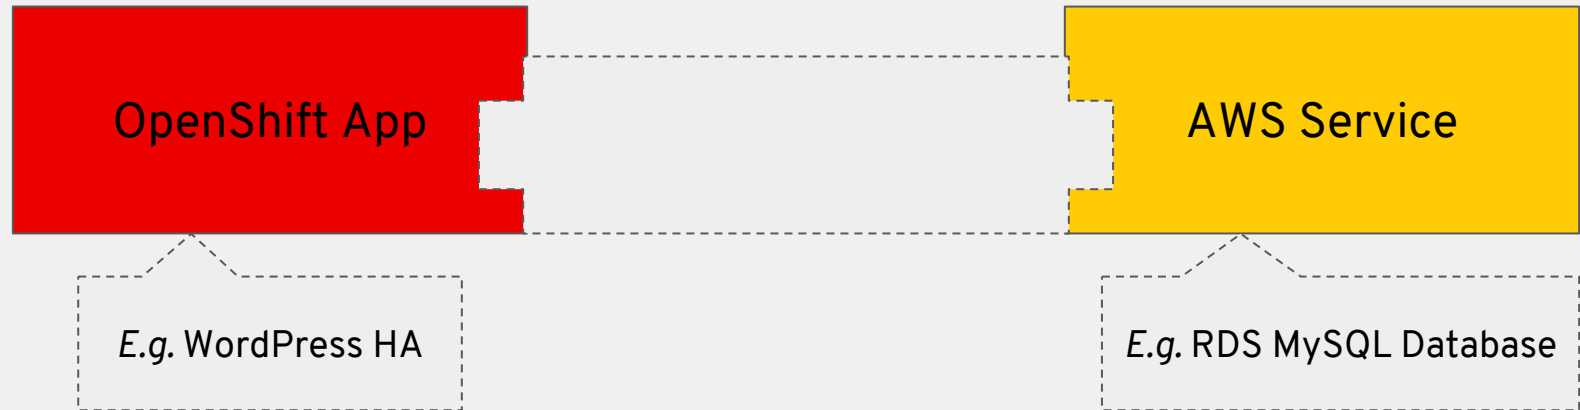 OpenShift App
AWS Service
E.g. WordPress HA
E.g. RDS MySQL Database